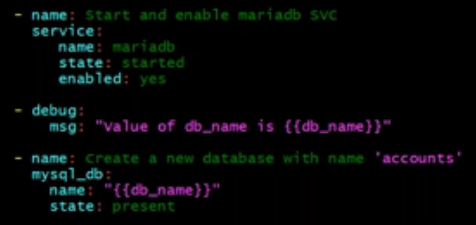 - name: Start and enable mariadb SVC
  service:
     name: mariadb
     state: started
     enabled: yes
- debug:
    msg: "Value of db_name is {{db_name}}"
- name: Create a new database with name 'accounts'
  mysql_db:
    name: "{{db_name}}"
    state: present